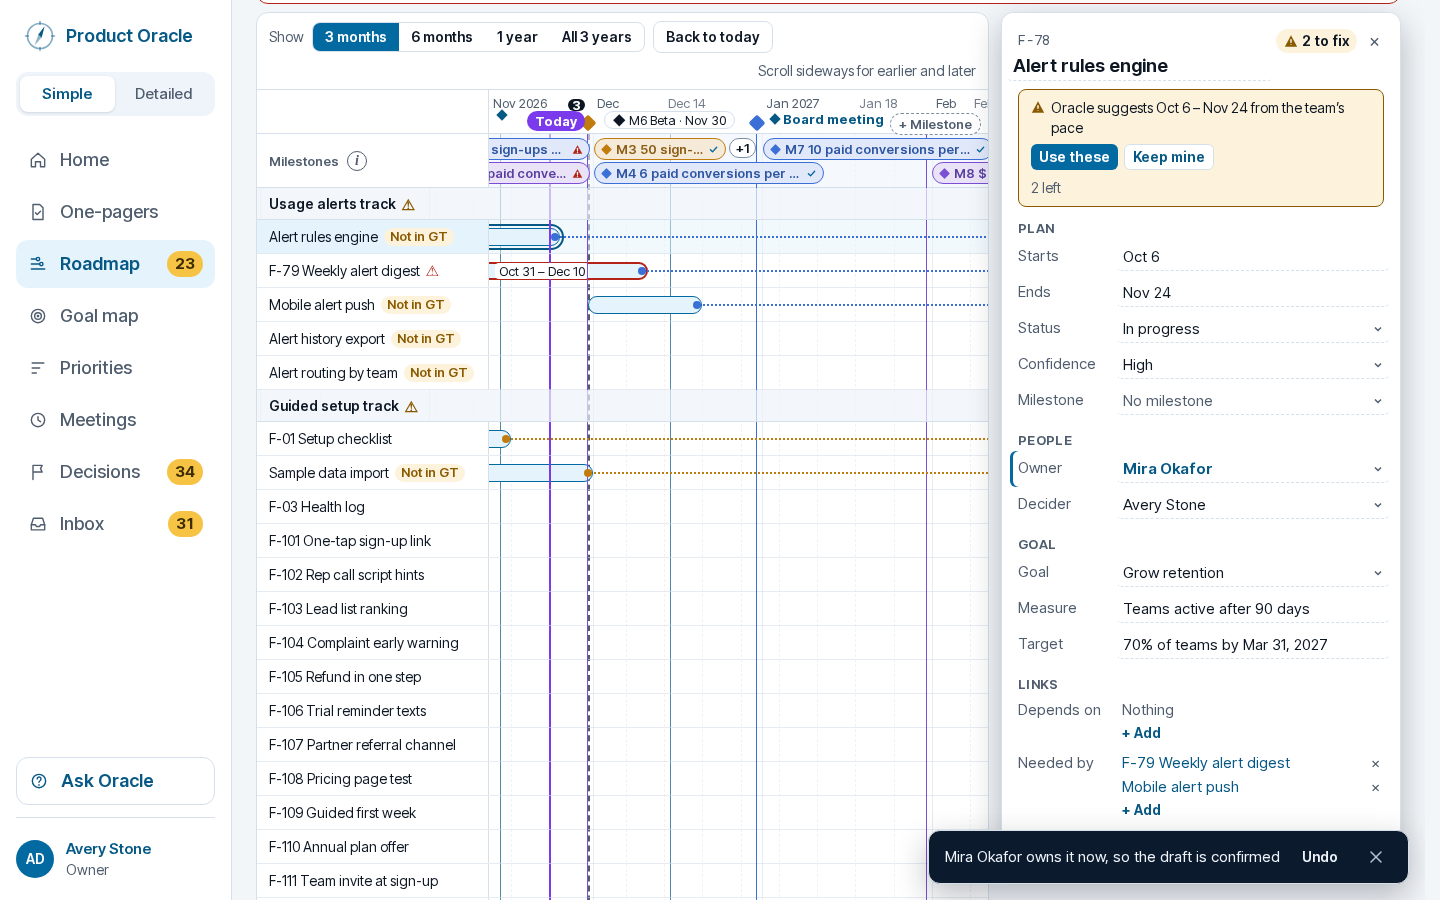 Product Oracle
Simple
Detailed
Home
One-pagers
Roadmap 23
Goal map
Priorities
Meetings
Decisions 34
Inbox 31
Ask Oracle
AD
Avery Stone
Owner
Show
3 months
6 months
1 year
All 3 years
Back to today
Scroll sideways for earlier and later
Nov 2026
3
Dec
Dec 14
Jan 2027
Jan 18
Feb
Today
M6 Beta · Nov 30
Board meeting
+ Milestone
Milestones
sign-ups ...
M3 50 sign-...
+1
M7 10 paid conversions per...
paid conve...
M4 6 paid conversions per ...
M8 $
Usage alerts track
Alert rules engine Not in GT
F-79 Weekly alert digest
Oct 31 – Dec 10
Mobile alert push Not in GT
Alert history export Not in GT
Alert routing by team Not in GT
Guided setup track
F-01 Setup checklist
Sample data import Not in GT
F-03 Health log
F-101 One-tap sign-up link
F-102 Rep call script hints
F-103 Lead list ranking
F-104 Complaint early warning
F-105 Refund in one step
F-106 Trial reminder texts
F-107 Partner referral channel
F-108 Pricing page test
F-109 Guided first week
F-110 Annual plan offer
F-111 Team invite at sign-up
F-78
2 to fix
Alert rules engine
Oracle suggests Oct 6 – Nov 24 from the team's
pace
Use these
Keep mine
2 left
PLAN
Starts Oct 6
Ends Nov 24
Status In progress
Confidence High
Milestone No milestone
PEOPLE
Owner Mira Okafor
Decider Avery Stone
GOAL
Goal Grow retention
Measure Teams active after 90 days
Target 70% of teams by Mar 31, 2027
LINKS
Depends on Nothing
+ Add
Needed by F-79 Weekly alert digest
Mobile alert push
+ Add
Mira Okafor owns it now, so the draft is confirmed
Undo